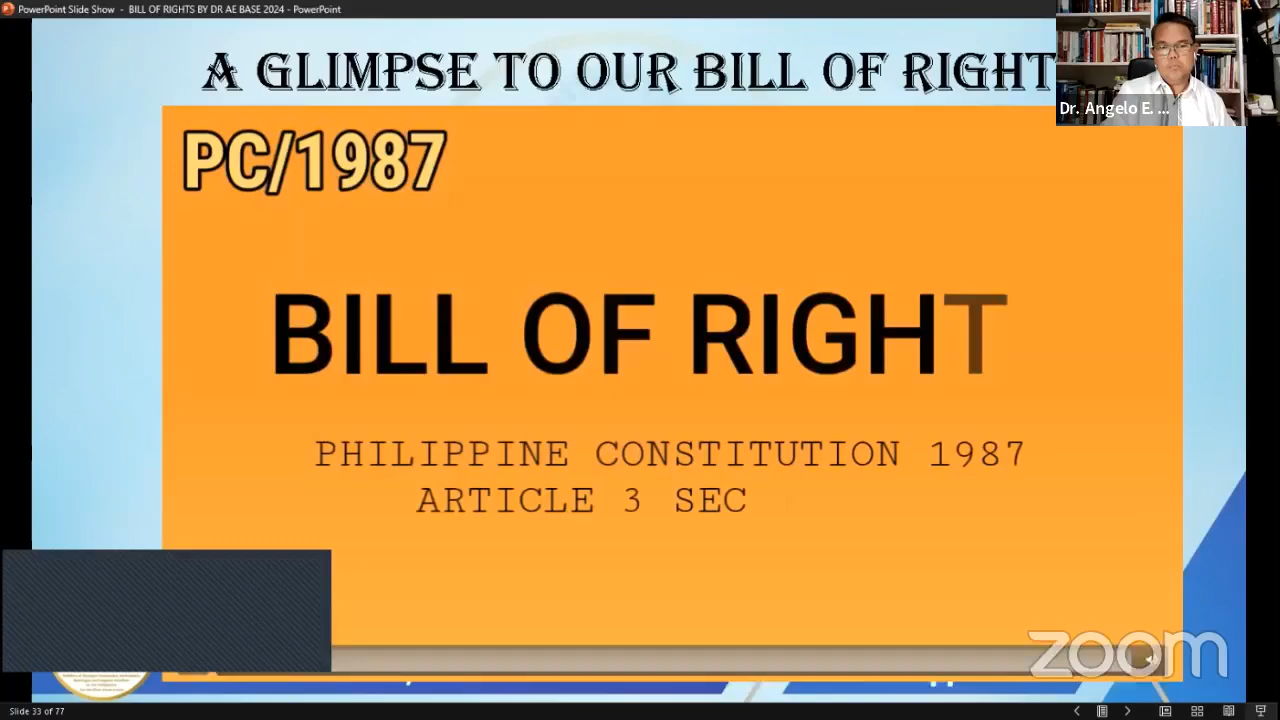 PowerPoint Slide Show - BILL OF RIGHTS BY DR AE BASE 2024 - PowerPoint
A GLIMPSE TO OUR BILL OF RIGHT
Dr. Angelo E. ...
PC/1987
BILL OF RIGHT
PHILIPPINE CONSTITUTION 1987
ARTICLE 3 SEC
zoom
Slide 33 of 77